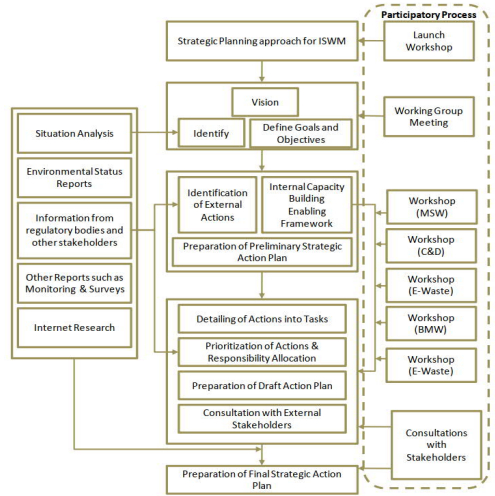 Participatory Process
Strategic Planning approach for ISWM
Launch
Workshop
Vision
Identify
Define Goals and
Objectives
Working Group
Meeting
Situation Analysis
Environmental Status
Reports
Information from
regulatory bodies and
other stakeholders
Other Reports such as
Monitoring & Surveys
Internet Research
Identification
of External
Actions
Internal Capacity
Building
Enabling
Framework
Preparation of Preliminary Strategic
Action Plan
Workshop
(MSW)
Workshop
(C&D)
Workshop
(E-Waste)
Workshop
(BMW)
Workshop
(E-Waste)
Detailing of Actions into Tasks
Prioritization of Actions &
Responsibility Allocation
Preparation of Draft Action Plan
Consultation with External
Stakeholders
Consultations
with
Stakeholders
Preparation of Final Strategic Action
Plan